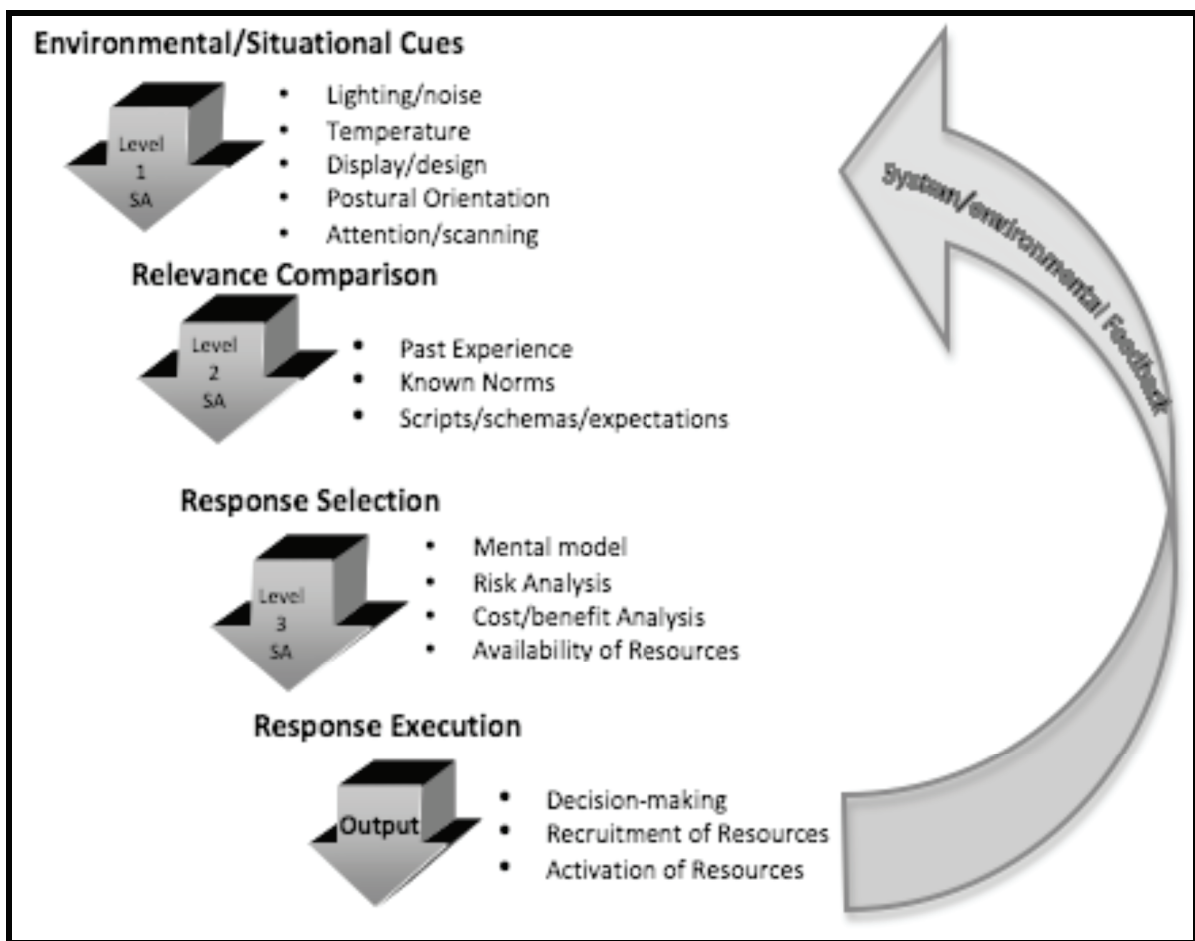 Environmental/Situational Cues
Level
1
SA
• Lighting/noise
• Temperature
• Display/design
• Postural Orientation
• Attention/scanning
Relevance Comparison
Level
2
SA
• Past Experience
• Known Norms
• Scripts/schemas/expectations
Response Selection
Level
3
SA
• Mental model
• Risk Analysis
• Cost/benefit Analysis
• Availability of Resources
Response Execution
Output
• Decision-making
• Recruitment of Resources
• Activation of Resources
System/environmental Feedback